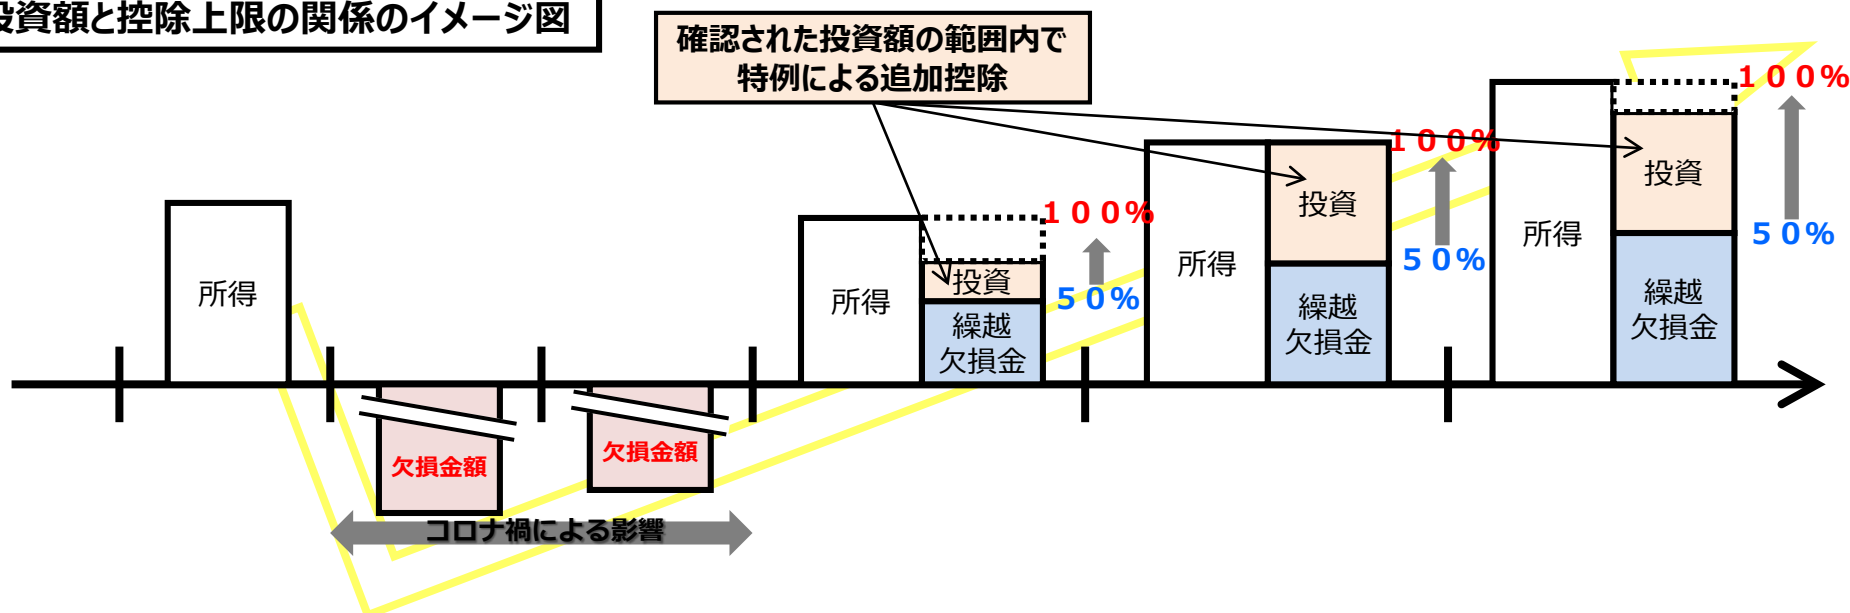 投資額と控除上限の関係のイメージ図
確認された投資額の範囲内で
特例による追加控除
所得
欠損金額
欠損金額
コロナ禍による影響
所得
投資
繰越
欠損金
１００%
５０%
所得
投資
繰越
欠損金
１００%
５０%
所得
投資
繰越
欠損金
１００%
５０%